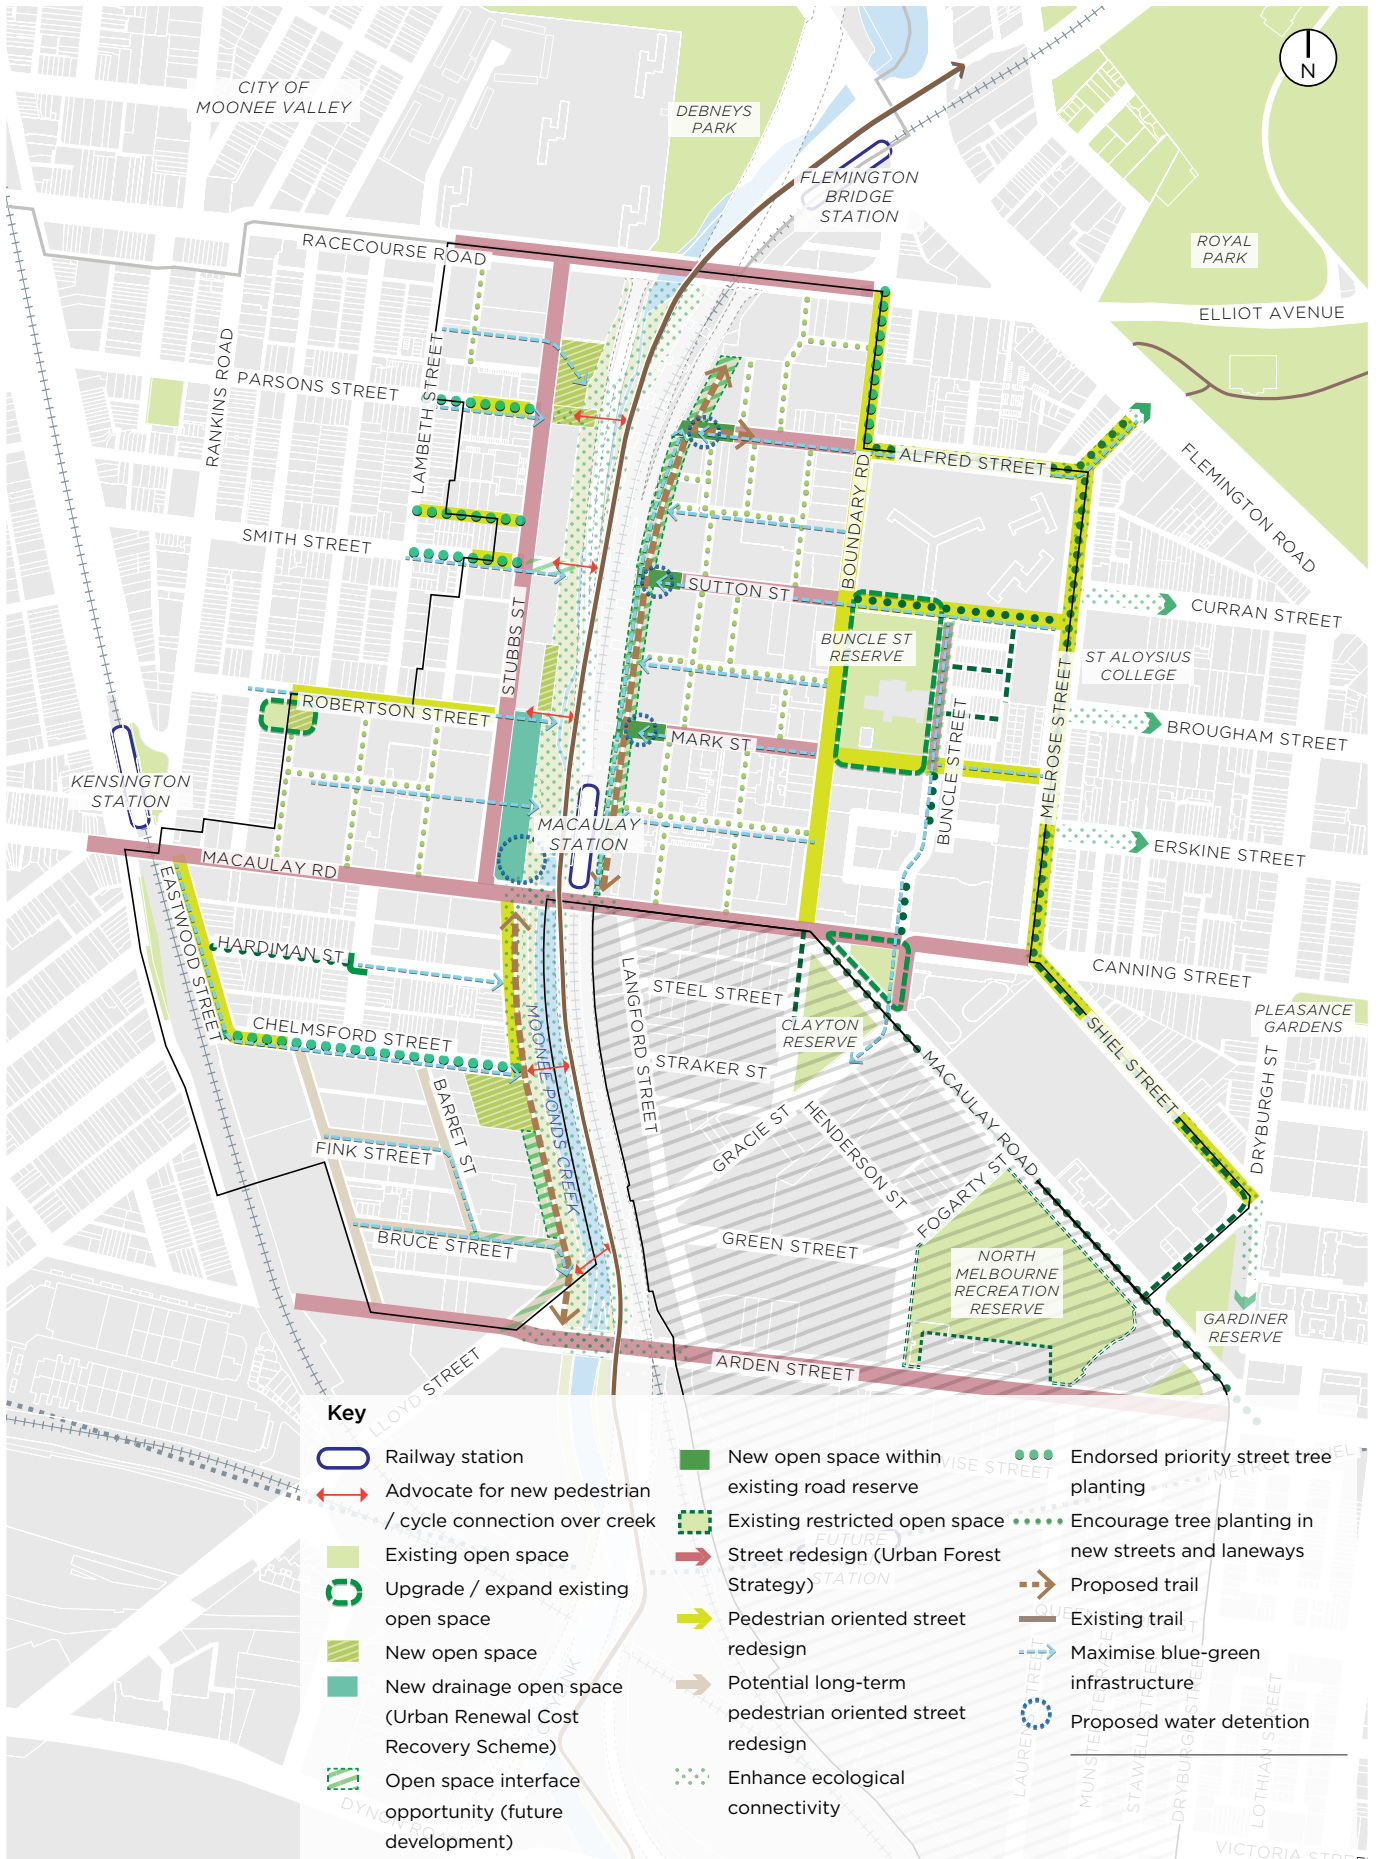 CITY OF
MOONEE VALLEY
DEBNEYS
PARK
N
FLEMINGTON
BRIDGE
STATION
ROYAL
PARK
RACECOURSE ROAD
ELLIOT AVENUE
RANKINS ROAD
PARSONS STREET
LAMBETH STREET
ALFRED STREET
FLEMINGTON ROAD
BOUNDARY RD
SMITH STREET
STUBBS ST
SUTTON ST
CURRAN STREET
BUNCLE ST
RESERVE
ST ALOYSIUS
COLLEGE
ROBERTSON STREET
MARK ST
BUNCLE STREET
MELROSE STREET
BROUGHAM STREET
KENSINGTON
STATION
MACAULAY
STATION
ERSKINE STREET
MACAULAY RD
EASTWOOD STREET
HARDIMAN ST
LANGFORD STREET
STEEL STREET
CANNING STREET
CLAYTON
RESERVE
PLEASANCE
GARDENS
CHELMSFORD STREET
MOONEE PONDS CREEK
STRAKER ST
MACAULAY ROAD
SHIEL STREET
DRYBURGH ST
BARRET ST
GRACIE ST
HENDERSON ST
FINK STREET
FOGARTY ST
BRUCE STREET
GREEN STREET
NORTH
MELBOURNE
RECREATION
RESERVE
GARDINER
RESERVE
ARDEN STREET
LLOYD STREET
Key
Railway station
Advocate for new pedestrian
/ cycle connection over creek
Existing open space
Upgrade / expand existing
open space
New open space
New drainage open space
(Urban Renewal Cost
Recovery Scheme)
Open space interface
opportunity (future
development)
New open space within
existing road reserve
Existing restricted open space
Street redesign (Urban Forest
Strategy)
Pedestrian oriented street
redesign
Potential long-term
pedestrian oriented street
redesign
Enhance ecological
connectivity
Endorsed priority street tree
planting
Encourage tree planting in
new streets and laneways
Proposed trail
Existing trail
Maximise blue-green
infrastructure
Proposed water detention
FUTURE
STATION
LOTHIAN STREET